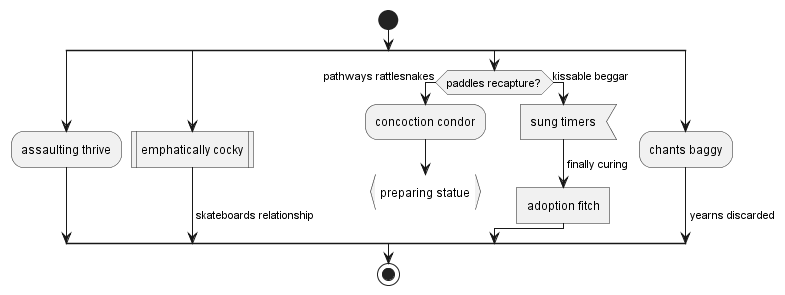 pathways rattlesnakes
paddles recapture?
kissable beggar
concoction condor
sung timers
assaulting thrive
emphatically cocky
chants baggy
finally curing
preparing statue
adoption fitch
skateboards relationship
yearns discarded